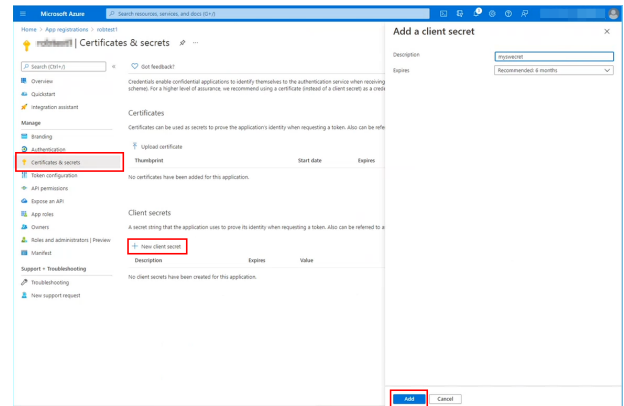 Microsoft Azure
Search resources, services, and docs (G+/)
Home > App registrations > robtest1
| Certificates & secrets
Search (Ctrl+/)
Overview
Quickstart
Integration assistant
Manage
Branding
Authentication
Certificates & secrets
Token configuration
API permissions
Expose an API
App roles
Owners
Roles and administrators | Preview
Manifest
Support + Troubleshooting
Troubleshooting
New support request
Got feedback?
Credentials enable confidential applications to identify themselves to the authentication service when receiving
scheme). For a higher level of assurance, we recommend using a certificate (instead of a client secret) as a crede
Certificates
Certificates can be used as secrets to prove the application's identity when requesting a token. Also can be refe
Upload certificate
Thumbprint Start date Expires
No certificates have been added for this application.
Client secrets
A secret string that the application uses to prove its identity when requesting a token. Also can be referred to a
New client secret
Description Expires Value
No client secrets have been created for this application.
Add a client secret
Description myswecret
Expires Recommended: 6 months
Add Cancel